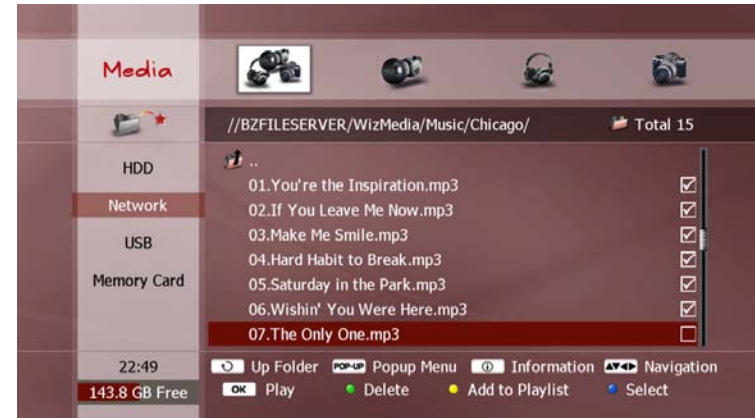 Media
//BZFILESERVER/WizMedia/Music/Chicago/ Total 15
HDD
Network
USB
Memory Card
..
01.You're the Inspiration.mp3
02.If You Leave Me Now.mp3
03.Make Me Smile.mp3
04.Hard Habit to Break.mp3
05.Saturday in the Park.mp3
06.Wishin' You Were Here.mp3
07.The Only One.mp3
22:49
143.8 GB Free
Up Folder POP-UP Popup Menu Information Navigation
OK Play Delete Add to Playlist Select